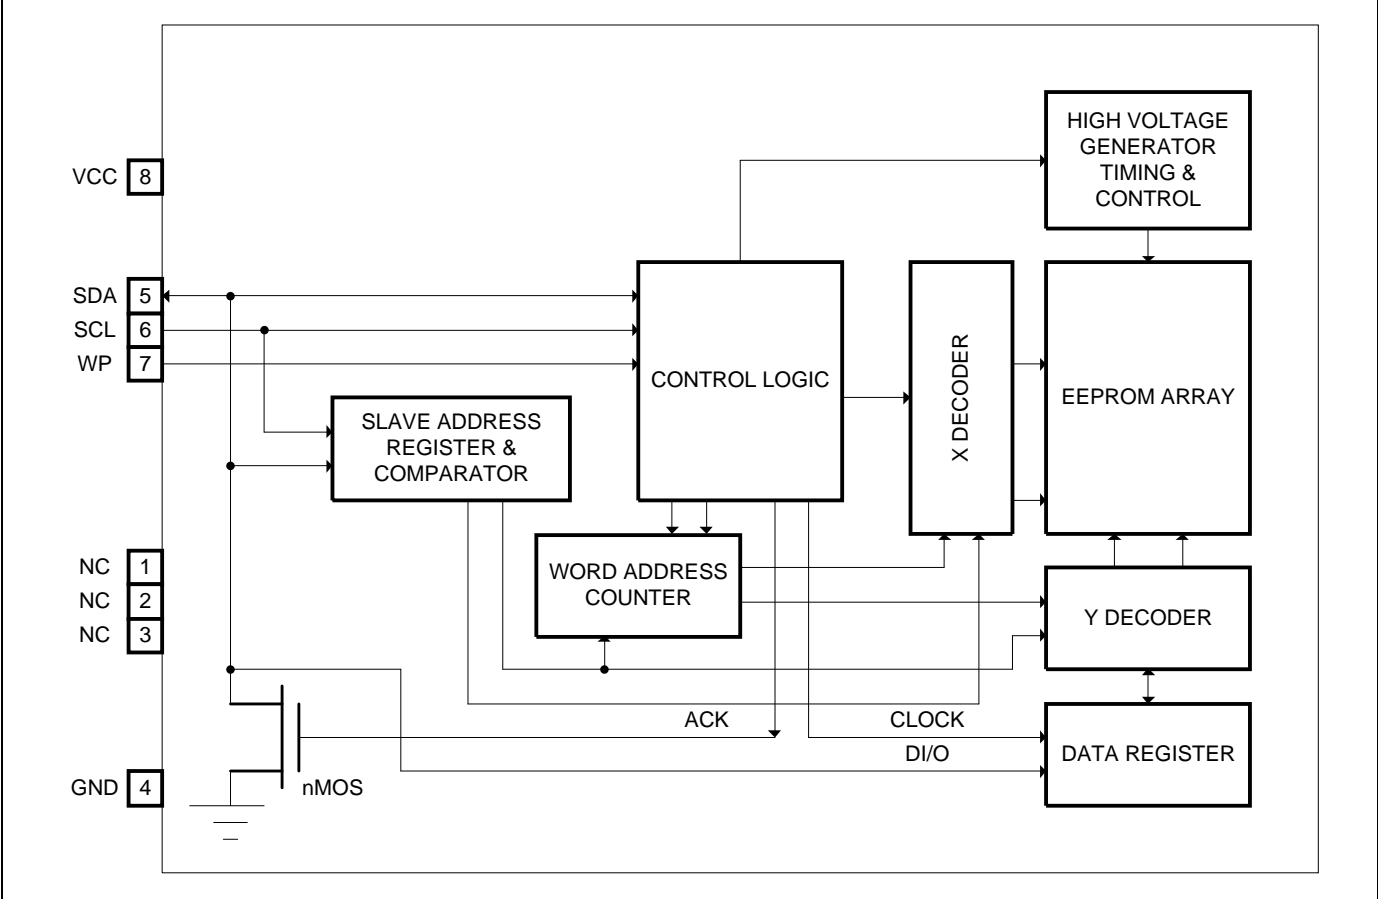 HIGH VOLTAGE
GENERATOR
TIMING &
CONTROL
VCC 8
SDA 5
SCL 6
WP 7
CONTROL LOGIC
X DECODER
EEPROM ARRAY
SLAVE ADDRESS
REGISTER &
COMPARATOR
NC 1
NC 2
NC 3
WORD ADDRESS
COUNTER
Y DECODER
ACK
CLOCK
DI/O
DATA REGISTER
GND 4
nMOS